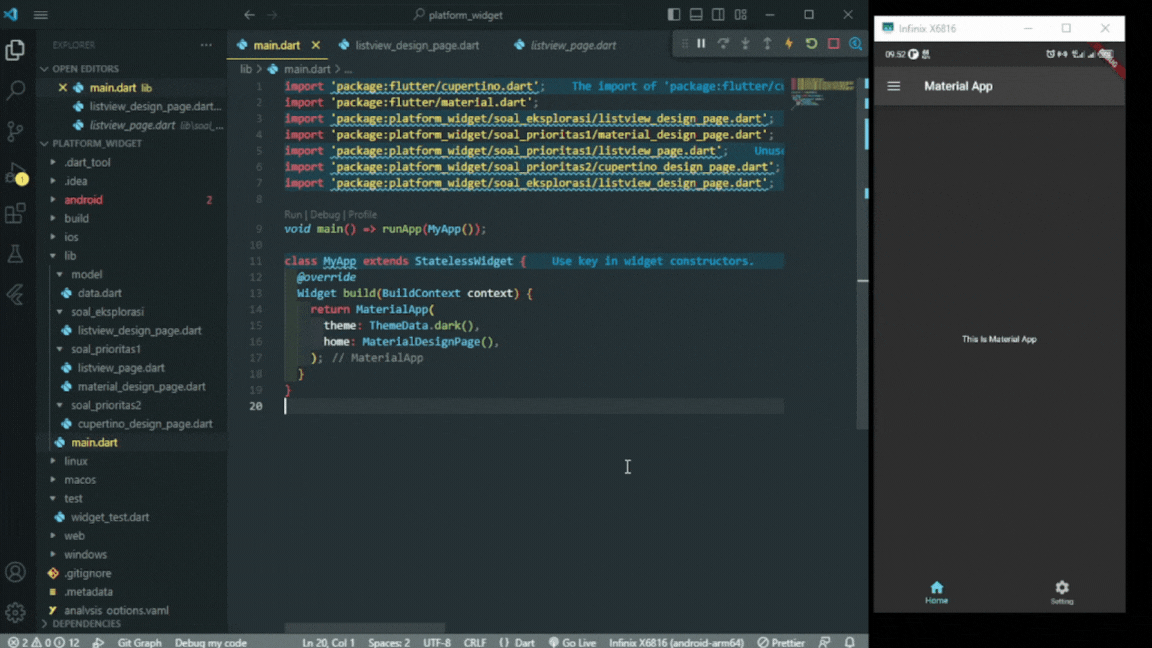 platform_widget
EXPLORER
OPEN EDITORS
main.dart lib
listview_design_page.dart...
listview_page.dart lib\soal_...
PLATFORM_WIDGET
.dart_tool
.idea
android 2
build
ios
lib
model
data.dart
soal_eksplorasi
listview_design_page.dart
soal_prioritas1
listview_page.dart
material_design_page.dart
soal_prioritas2
cupertino_design_page.dart
main.dart
linux
macos
test
widget_test.dart
web
windows
.gitignore
.metadata
analysis_options.yaml
DEPENDENCIES
1
main.dart
listview_design_page.dart
listview_page.dart
lib > main.dart > ...
1 import 'package:flutter/cupertino.dart'; The import of 'package:flutter/cu
2 import 'package:flutter/material.dart';
3 import 'package:platform_widget/soal_eksplorasi/listview_design_page.dart';
4 import 'package:platform_widget/soal_prioritas1/material_design_page.dart';
5 import 'package:platform_widget/soal_prioritas1/listview_page.dart'; Unuse
6 import 'package:platform_widget/soal_prioritas2/cupertino_design_page.dart';
7 import 'package:platform_widget/soal_eksplorasi/listview_design_page.dart';
8
Run | Debug | Profile
9 void main() => runApp(MyApp());
10
11 class MyApp extends StatelessWidget { Use key in widget constructors.
12 @override
13 Widget build(BuildContext context) {
14 return MaterialApp(
15 theme: ThemeData.dark(),
16 home: MaterialDesignPage(),
17 ); // MaterialApp
18 }
19 }
20
2 0 12 Git Graph Debug my code Ln 20, Col 1 Spaces: 2 UTF-8 CRLF {} Dart Go Live Infinix X6816 (android-arm64) Prettier
Infinix X6816
09.52
Material App
This Is Material App
Home
Setting